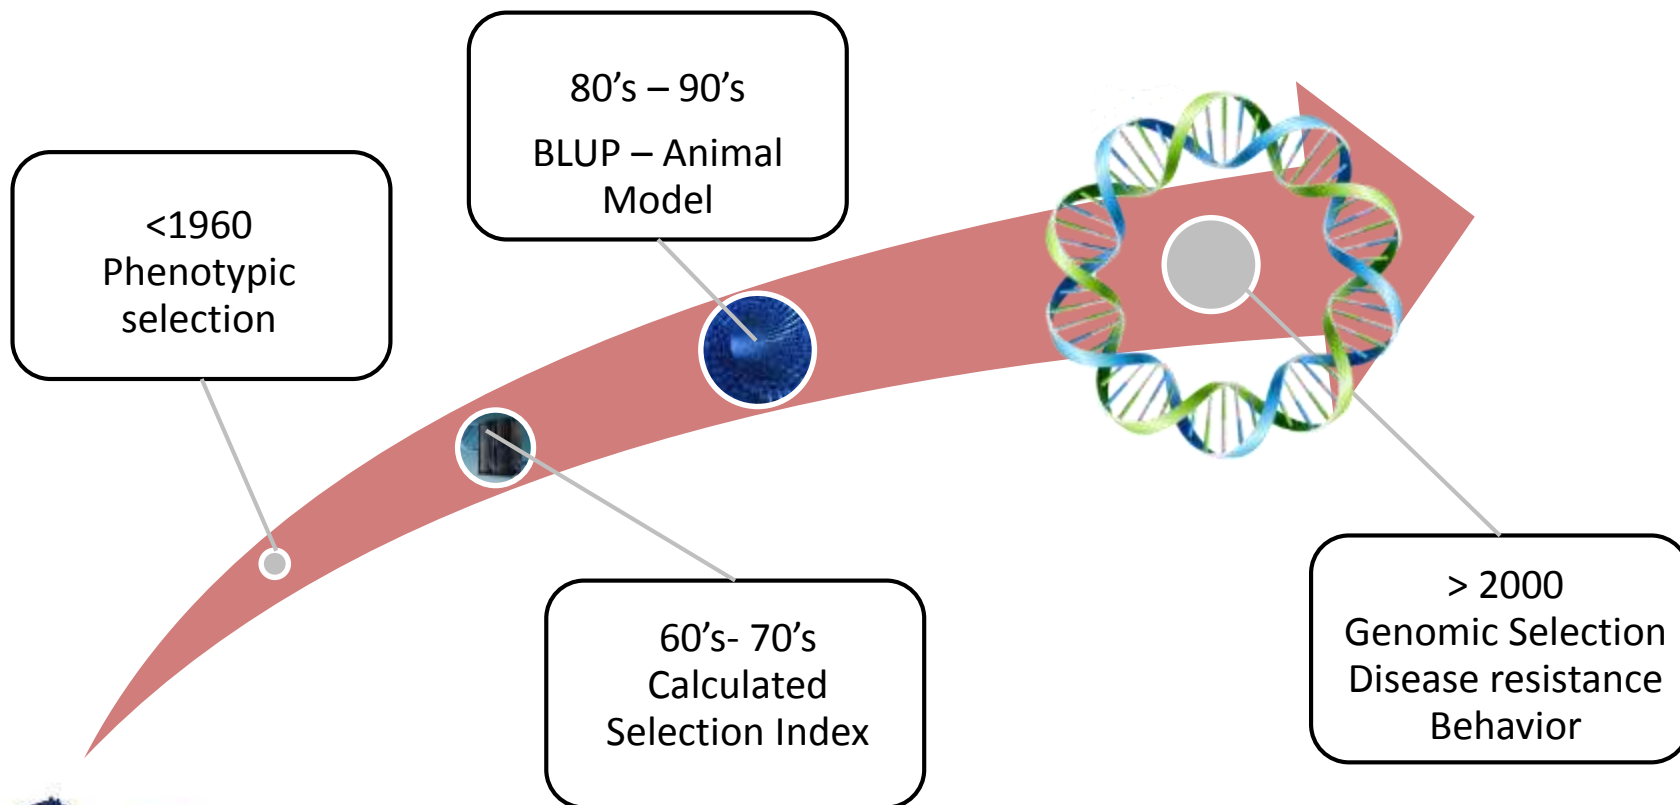 <1960
Phenotypic
selection
60’s- 70’s
Calculated
Selection Index
80’s – 90’s
BLUP – Animal
Model
> 2000
Genomic Selection
Disease resistance
Behavior